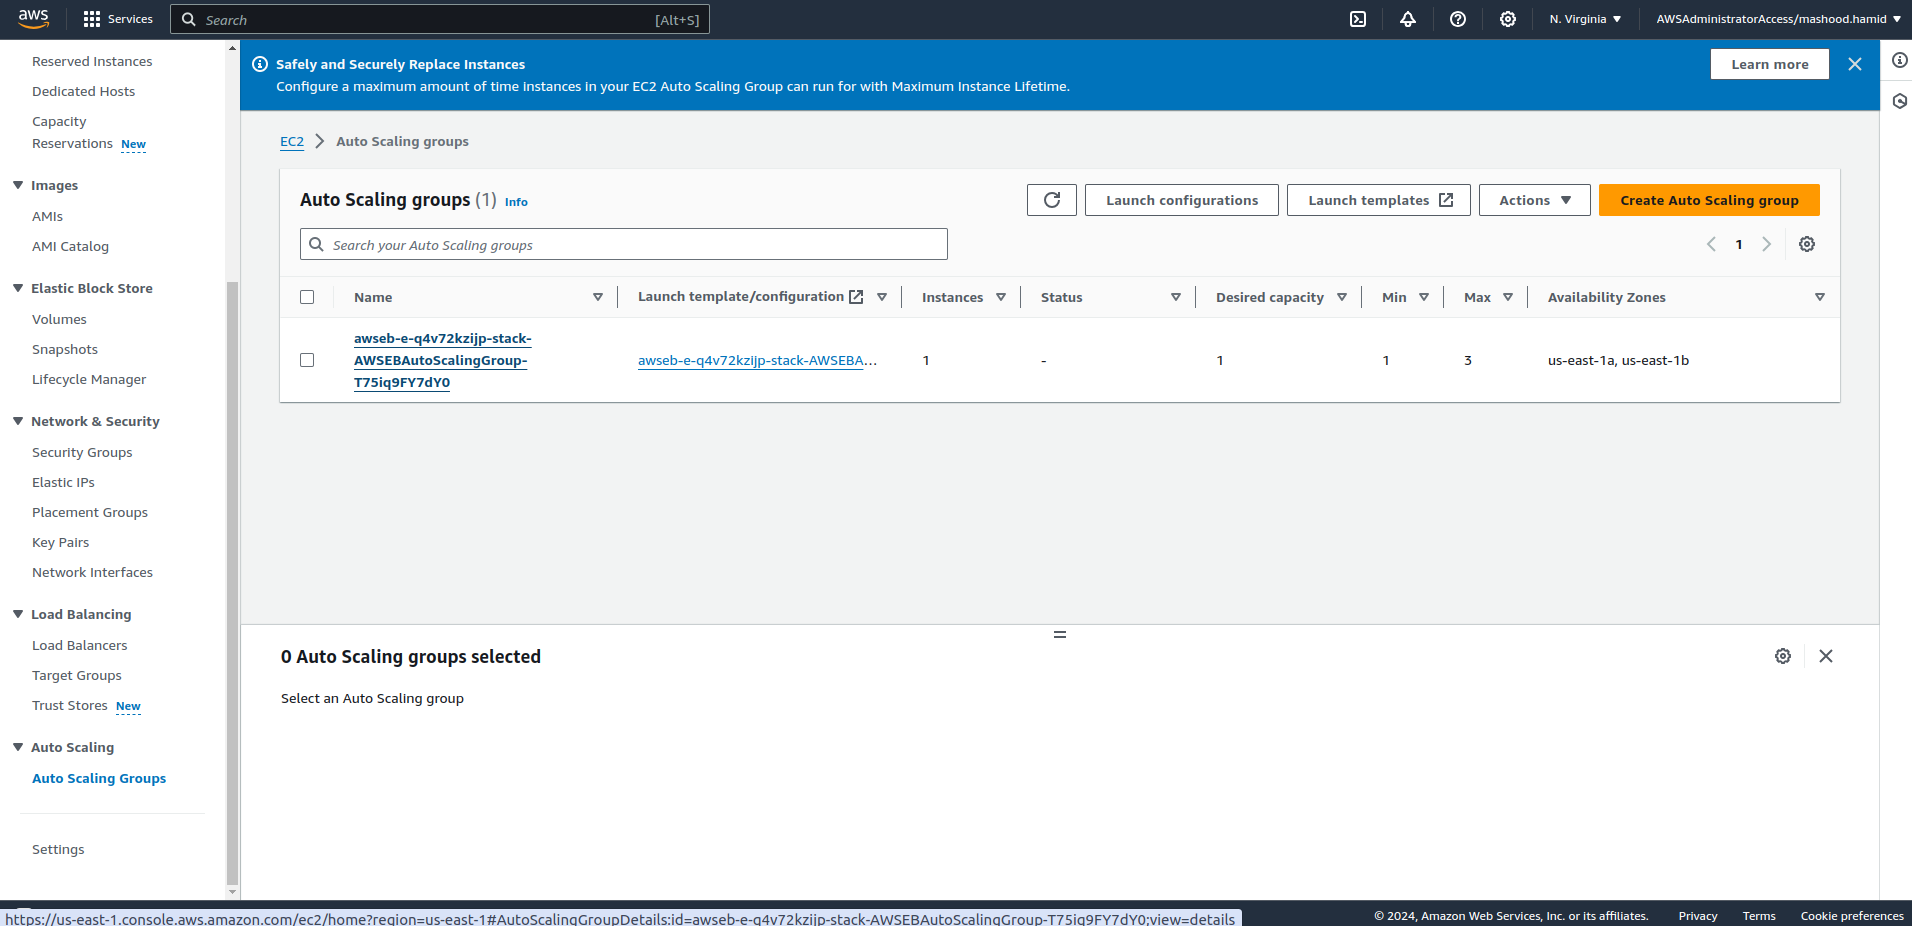 aws
Services
Search
[Alt+S]
N. Virginia
AWSAdministratorAccess/mashood.hamid
Reserved Instances
Dedicated Hosts
Capacity
Reservations New
Images
AMIs
AMI Catalog
Elastic Block Store
Volumes
Snapshots
Lifecycle Manager
Network & Security
Security Groups
Elastic IPs
Placement Groups
Key Pairs
Network Interfaces
Load Balancing
Load Balancers
Target Groups
Trust Stores New
Auto Scaling
Auto Scaling Groups
Settings
Safely and Securely Replace Instances
Configure a maximum amount of time instances in your EC2 Auto Scaling Group can run for with Maximum Instance Lifetime.
Learn more
EC2 Auto Scaling groups
Auto Scaling groups (1) Info
Launch configurations
Launch templates
Actions
Create Auto Scaling group
Search your Auto Scaling groups
1
Name Launch template/configuration Instances Status Desired capacity Min Max Availability Zones
awseb-e-q4v72kzijp-stack-
AWSEBAutoScalingGroup-
T75iq9FY7dY0
awseb-e-q4v72kzijp-stack-AWSEBA...
1 - 1 1 3 us-east-1a, us-east-1b
0 Auto Scaling groups selected
Select an Auto Scaling group
https://us-east-1.console.aws.amazon.com/ec2/home?region=us-east-1#AutoScalingGroupDetails:id=awseb-e-q4v72kzijp-stack-AWSEBAutoScalingGroup-T75iq9FY7dY0;view=details
© 2024, Amazon Web Services, Inc. or its affiliates. Privacy Terms Cookie preferences